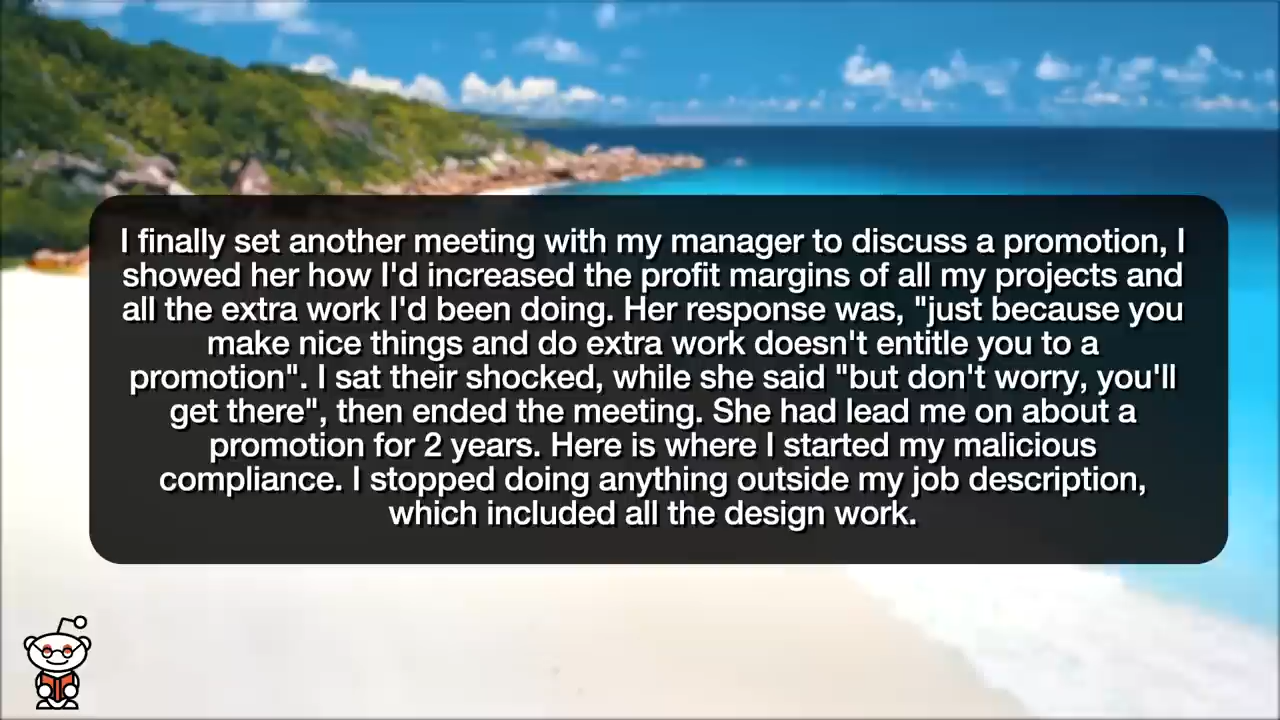 I finally set another meeting with my manager to discuss a promotion, I
showed her how I'd increased the profit margins of all my projects and
all the extra work I'd been doing. Her response was, "just because you
make nice things and do extra work doesn't entitle you to a
promotion". I sat their shocked, while she said "but don't worry, you'll
get there", then ended the meeting. She had lead me on about a
promotion for 2 years. Here is where I started my malicious
compliance. I stopped doing anything outside my job description,
which included all the design work.